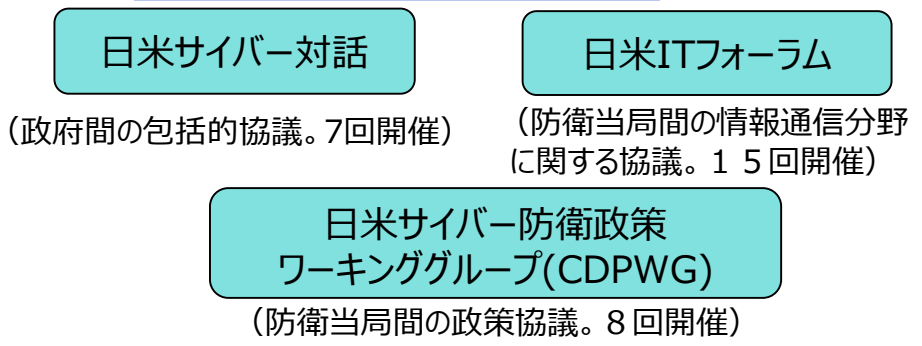 日米サイバー対話
（政府間の包括的協議。7回開催）
日米ITフォーラム
（防衛当局間の情報通信分野
に関する協議。１５回開催）
日米サイバー防衛政策
ワーキンググループ(CDPWG)
（防衛当局間の政策協議。８回開催）